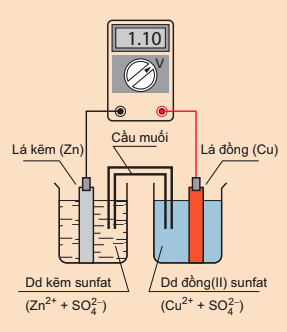 1.10
V
Cầu muối
Lá kẽm (Zn)
Lá đồng (Cu)
Dd kẽm sunfat
(Zn²⁺ + SO₄²⁻)
Dd đồng(II) sunfat
(Cu²⁺ + SO₄²⁻)